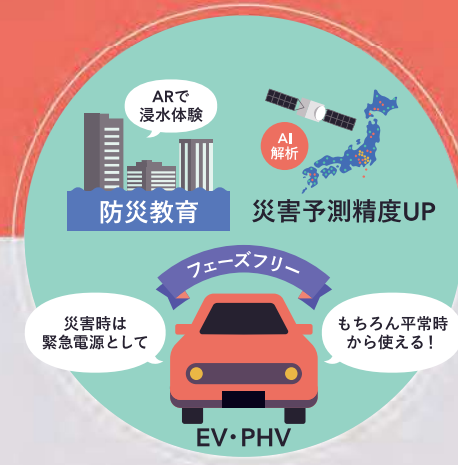 ARで
浸水体験
AI
解析
防災教育
災害予測精度UP
フェーズフリー
災害時は
緊急電源として
もちろん平常時
から使える！
EV・PHV